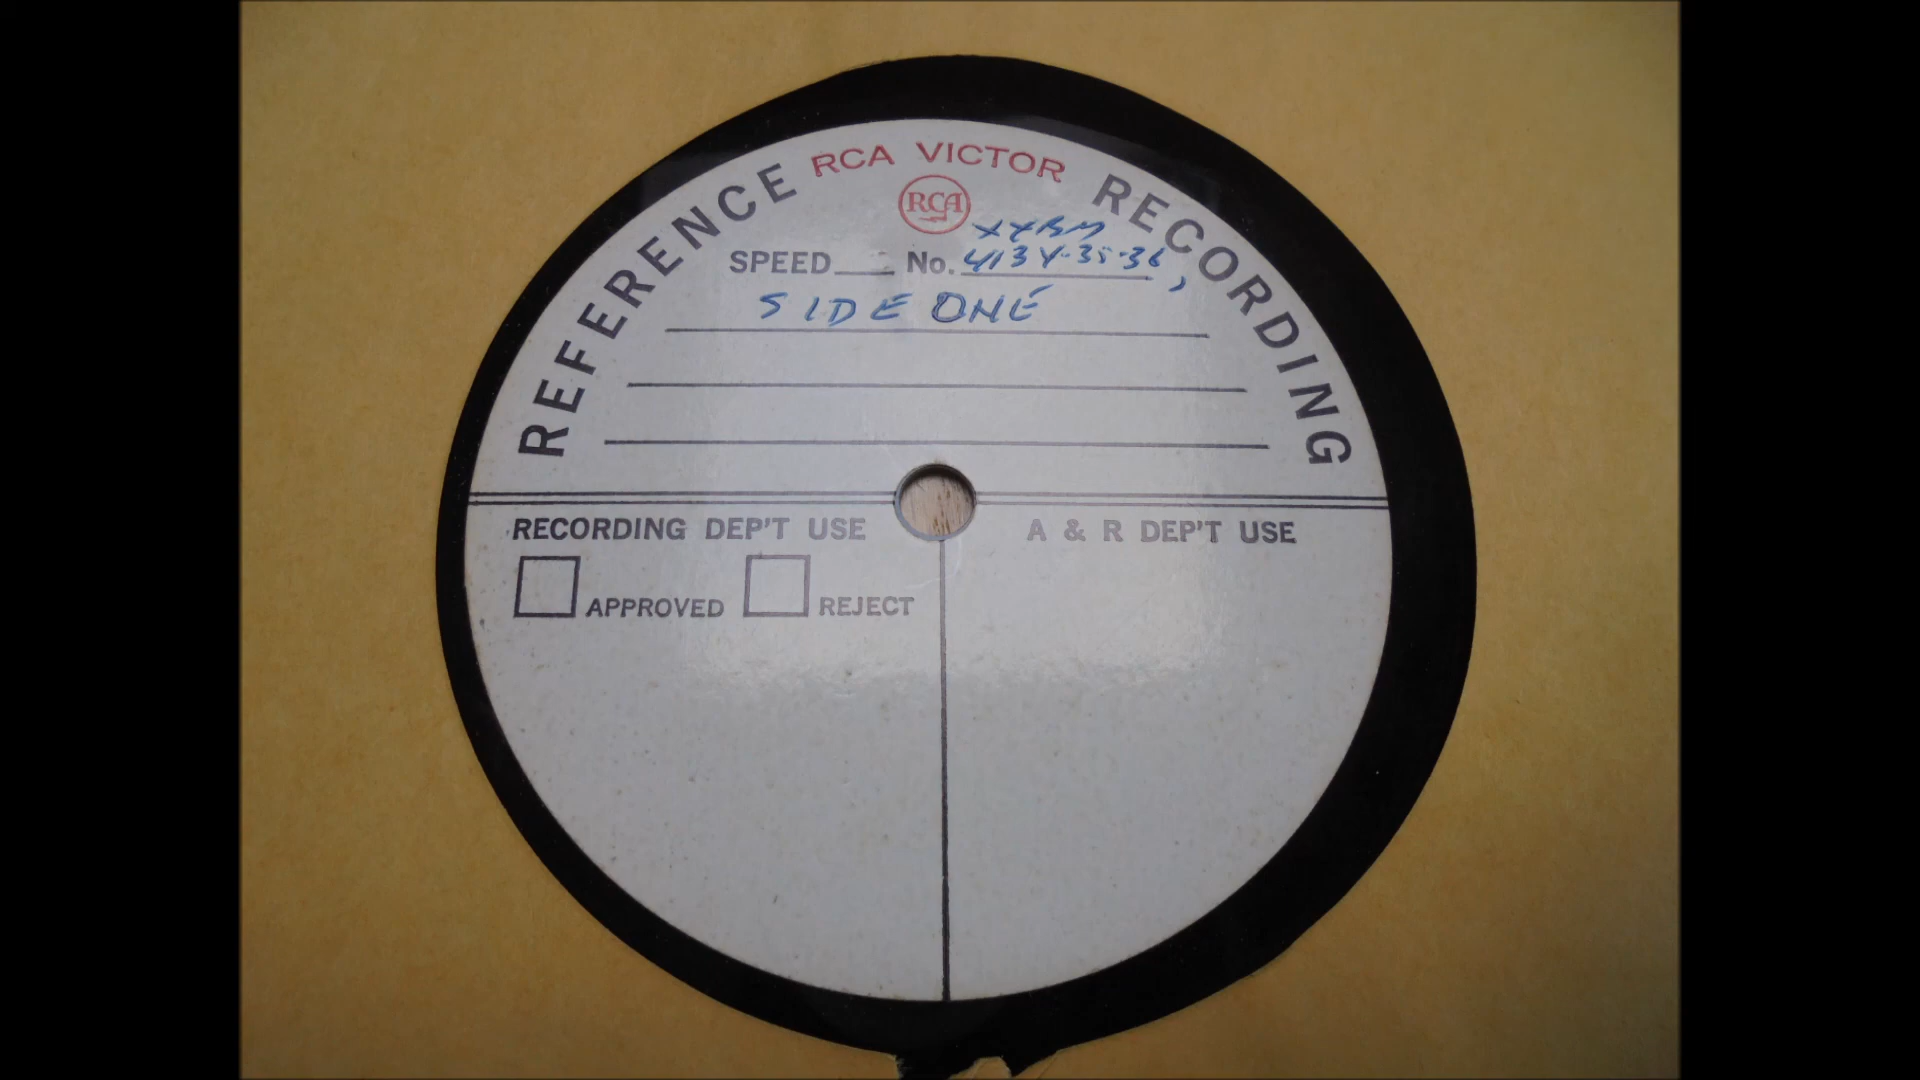 RCA VICTOR
REFERENCE RECORDING
RCA
SPEED No. 4134-35-36,
SIDE ONE
RECORDING DEP'T USE
APPROVED REJECT
A & R DEP'T USE